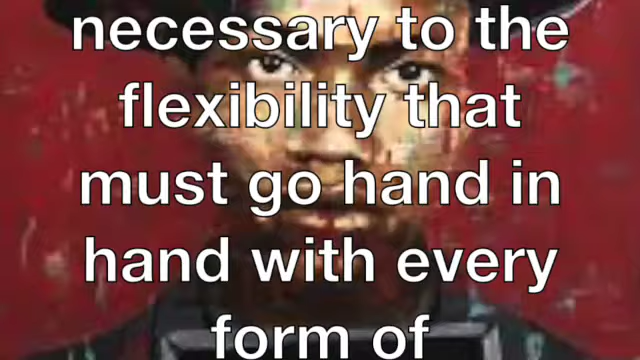 necessary to the
flexibility that
must go hand in
hand with every
form of